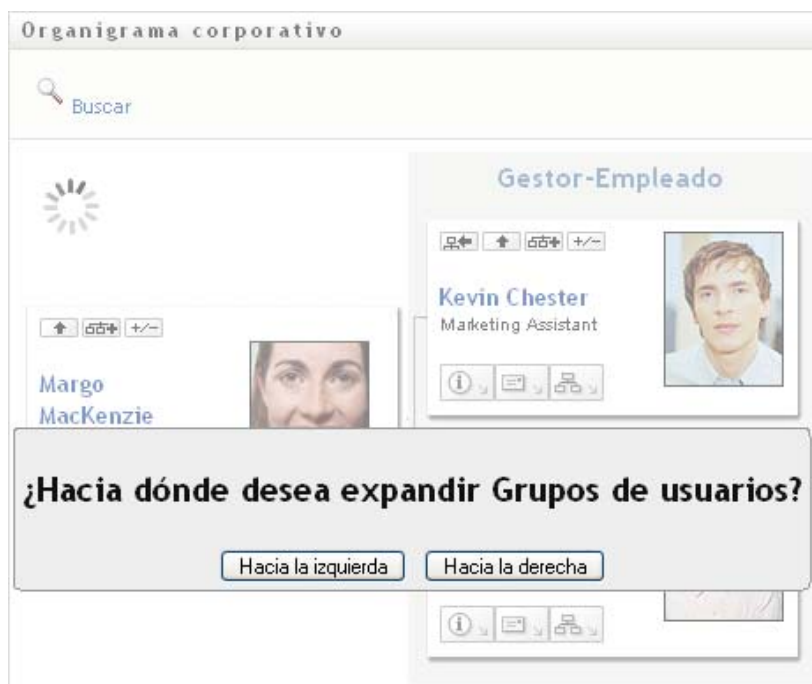 Organigrama corporativo
Buscar
Gestor-Empleado
+/-
Kevin Chester
Marketing Assistant
+/-
Margo
MacKenzie
¿Hacia dónde desea expandir Grupos de usuarios?
Hacia la izquierda
Hacia la derecha